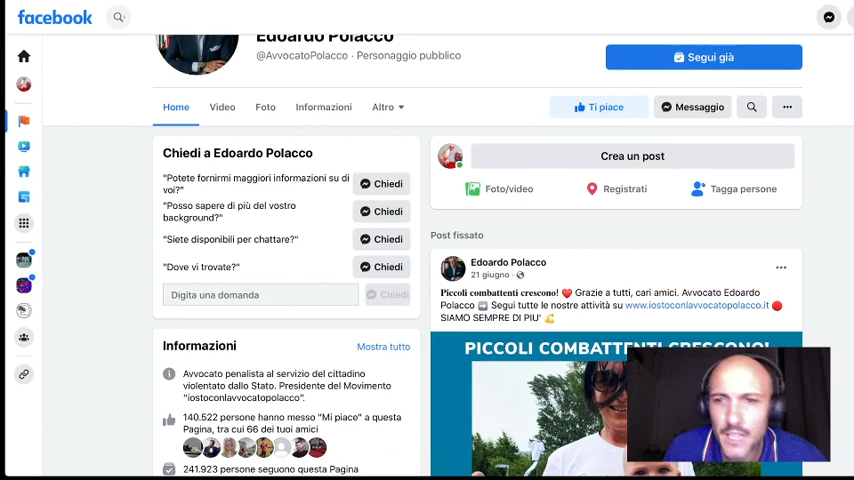 facebook
Edoardo Polacco
@AvvocatoPolacco · Personaggio pubblico
Segui già
Home
Video
Foto
Informazioni
Altro
Ti piace
Messaggio
Chiedi a Edoardo Polacco
"Potete fornirmi maggiori informazioni su di
voi?"
Chiedi
"Posso sapere di più del vostro
background?"
Chiedi
"Siete disponibili per chattare?"
Chiedi
"Dove vi trovate?"
Chiedi
Digita una domanda
Chiedi
Informazioni
Mostra tutto
Avvocato penalista al servizio del cittadino
violentato dallo Stato. Presidente del Movimento
"iostoconlavvocatopolacco".
140.522 persone hanno messo "Mi piace" a questa
Pagina, tra cui 66 dei tuoi amici
241.923 persone seguono questa Pagina
Crea un post
Foto/video
Registrati
Tagga persone
Post fissato
Edoardo Polacco
21 giugno ·
Piccoli combattenti crescono! ❤️ Grazie a tutti, cari amici. Avvocato Edoardo
Polacco ➡️ Segui tutte le nostre attività su www.iostoconlavvocatopolacco.it 🔴
SIAMO SEMPRE DI PIU' 💪
PICCOLI COMBATTENTI CRESCONO!